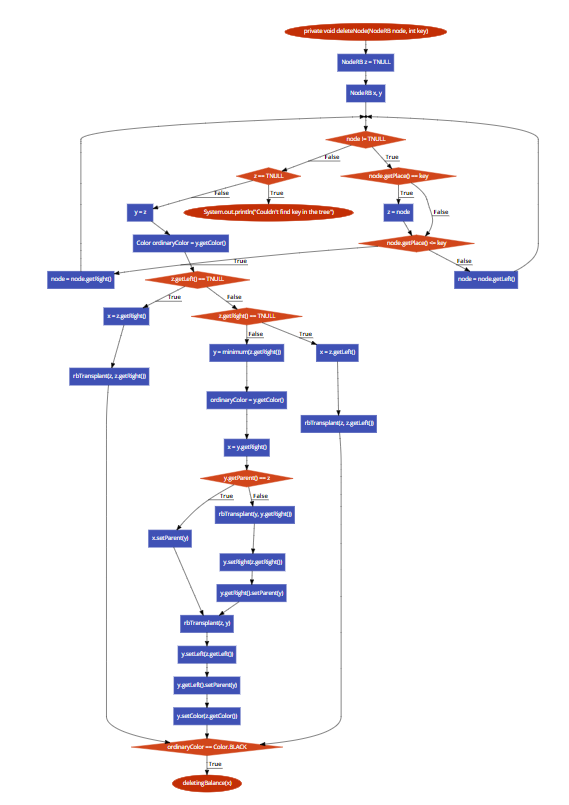 private void deleteNode(NodeRB node, int key)
NodeRB z = TNULL
NodeRB x, y
node != TNULL
False
True
z == TNULL
node.getPlace() == key
False
True
True
False
y = z
System.out.println("Couldn't find key in the tree")
z = node
Color ordinaryColor = y.getColor()
node.getPlace() <= key
True
False
node = node.getRight()
z.getLeft() == TNULL
node = node.getLeft()
True
False
x = z.getRight()
z.getRight() == TNULL
False
True
y = minimum(z.getRight())
x = z.getLeft()
rbTransplant(z, z.getRight())
ordinaryColor = y.getColor()
rbTransplant(z, z.getLeft())
x = y.getRight()
y.getParent() == z
True
False
rbTransplant(y, y.getRight())
x.setParent(y)
y.setRight(z.getRight())
y.getRight().setParent(y)
rbTransplant(z, y)
y.setLeft(z.getLeft())
y.getLeft().setParent(y)
y.setColor(z.getColor())
ordinaryColor == Color.BLACK
True
deletingBalance(x)